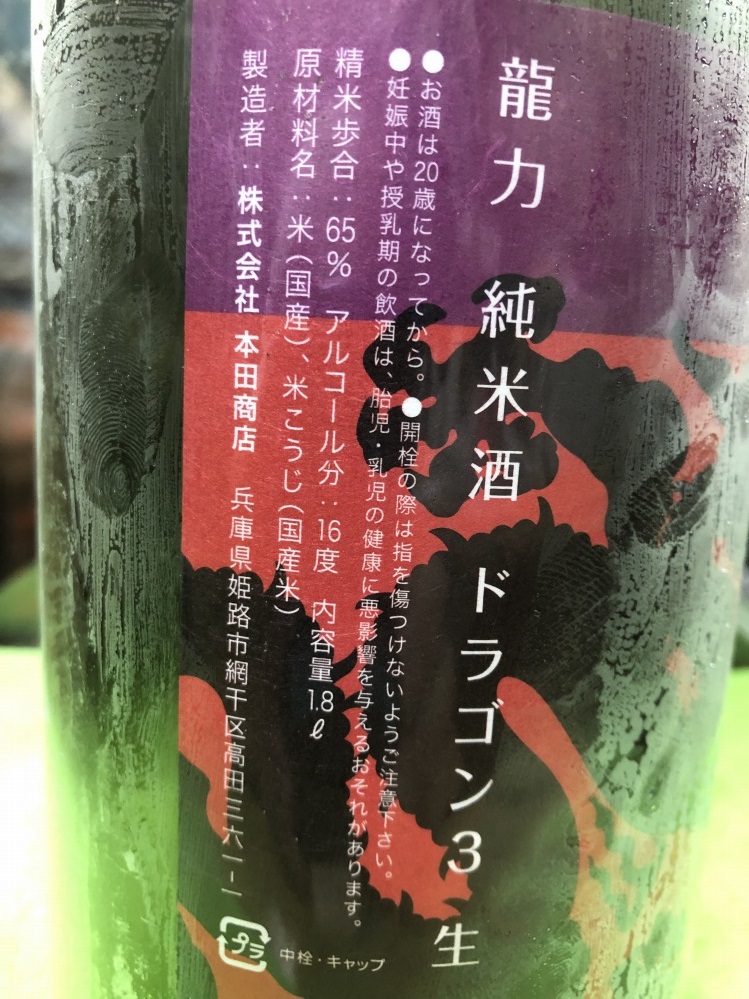 龍力 純米酒 ドラゴン3 生
●お酒は20歳になってから。●開栓の際は指を傷つけないようご注意下さい。
●妊娠中や授乳期の飲酒は、胎児・乳児の健康に悪影響を与えるおそれがあります。
精米歩合：65% アルコール分：16度 内容量1.8ℓ
原材料名：米（国産）、米こうじ（国産米）
製造者：株式会社 本田商店 兵庫県姫路市網干区高田三六一-一
プラ 中栓・キャップ